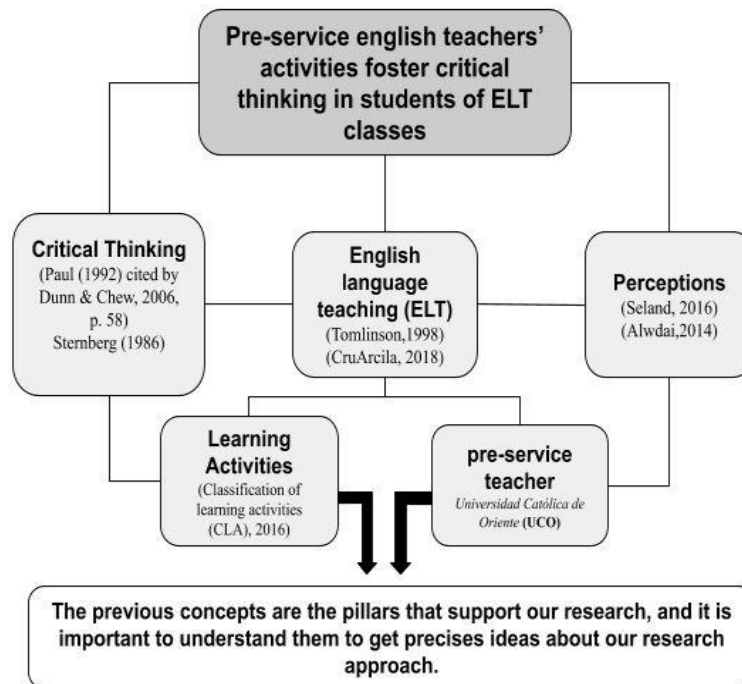 Pre-service english teachers'
activities foster critical
thinking in students of ELT
classes
Critical Thinking
(Paul (1992) cited by
Dunn & Chew, 2006,
p. 58)
Sternberg (1986)
English
language
teaching (ELT)
(Tomlinson,1998)
(CruArcila, 2018)
Perceptions
(Seland, 2016)
(Alwdai,2014)
Learning
Activities
(Classification of
learning activities
(CLA), 2016)
pre-service
teacher
Universidad Católica de
Oriente (UCO)
The previous concepts are the pillars that support our research, and it is
important to understand them to get precises ideas about our research
approach.